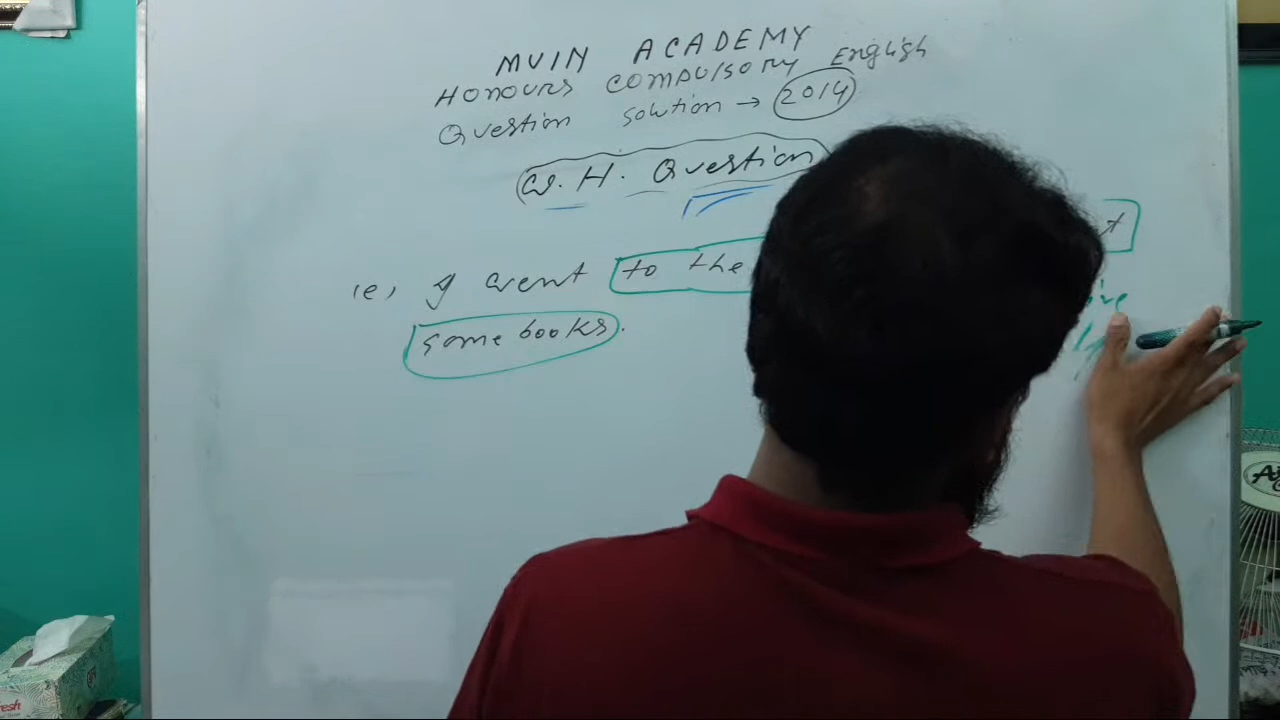 MUIN ACADEMY
HONOURS COMPULSORY English
Question solution → 2014
W.H. Question
(e) I went to the
some books.